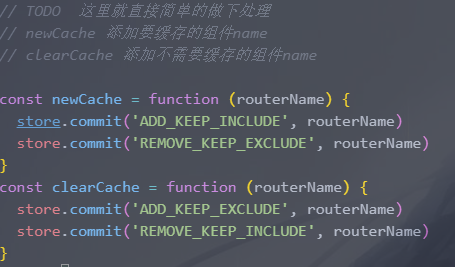 // TODO  这里就直接简单的做下处理
// newCache 添加要缓存的组件name
// clearCache 添加不需要缓存的组件name
const newCache = function (routerName) {
  store.commit('ADD_KEEP_INCLUDE', routerName)
  store.commit('REMOVE_KEEP_EXCLUDE', routerName)
}
const clearCache = function (routerName) {
  store.commit('ADD_KEEP_EXCLUDE', routerName)
  store.commit('REMOVE_KEEP_INCLUDE', routerName)
}